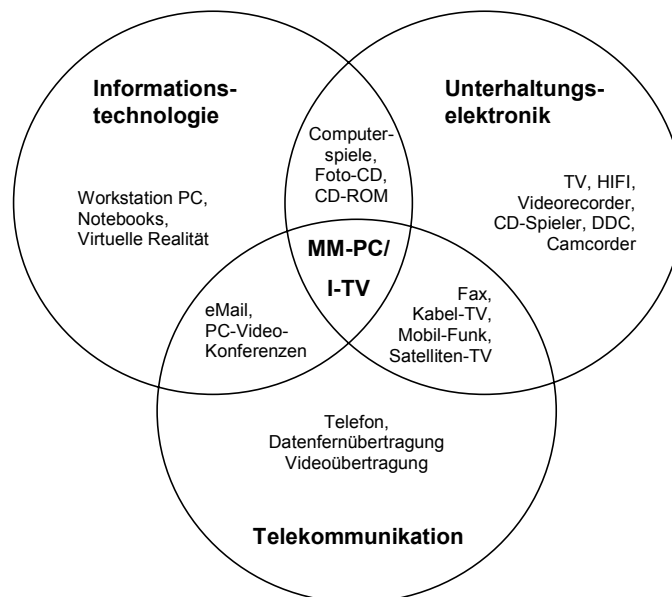 Informations-
technologie
Unterhaltungs-
elektronik
Computer-
spiele,
Foto-CD,
CD-ROM
Workstation PC,
Notebooks,
Virtuelle Realität
TV, HIFI,
Videorecorder,
CD-Spieler, DDC,
Camcorder
MM-PC/
I-TV
eMail,
PC-Video-
Konferenzen
Fax,
Kabel-TV,
Mobil-Funk,
Satelliten-TV
Telefon,
Datenfernübertragung
Videoübertragung
Telekommunikation